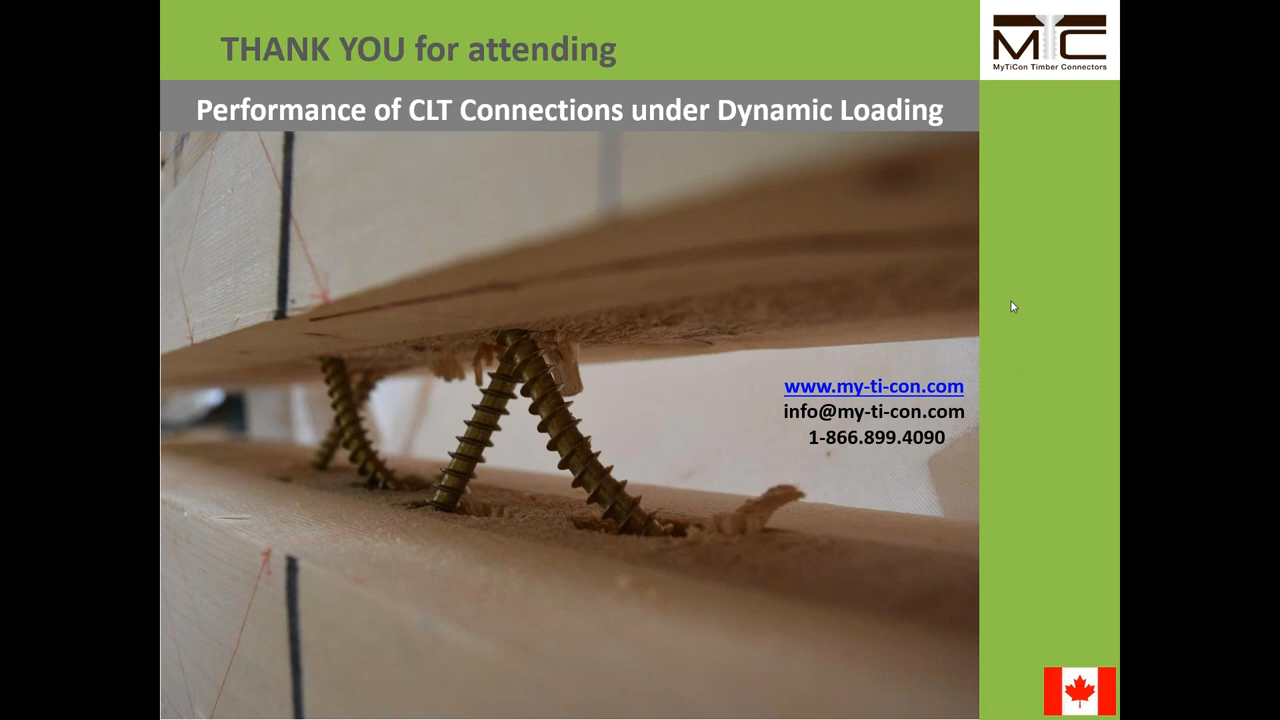 THANK YOU for attending
MTC
MyTiCon Timber Connectors
Performance of CLT Connections under Dynamic Loading
www.my-ti-con.com
info@my-ti-con.com
1-866.899.4090